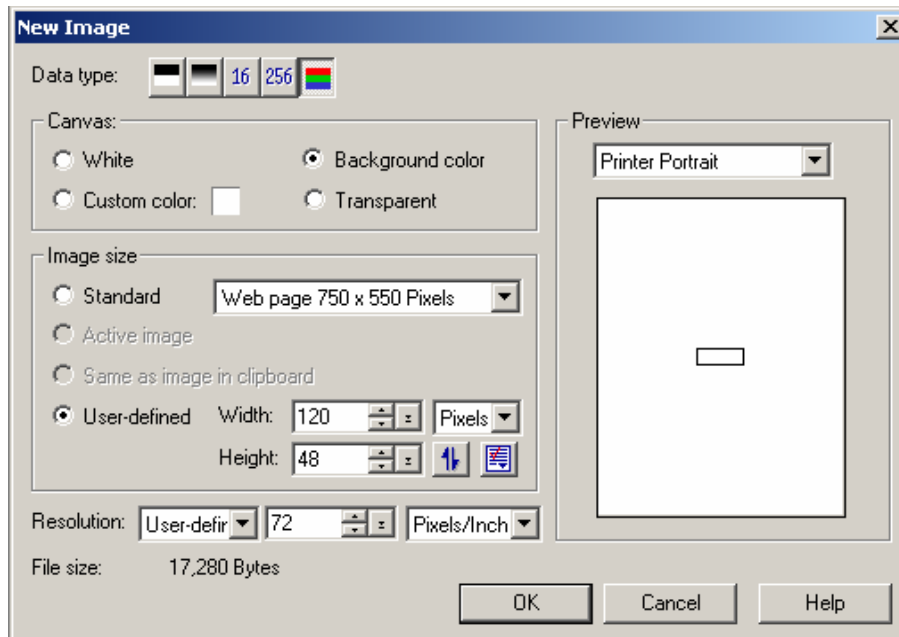 New Image
Data type: 16 256
Canvas:
White
Background color
Custom color:
Transparent
Preview
Printer Portrait
Image size
Standard Web page 750 x 550 Pixels
Active image
Same as image in clipboard
User-defined Width: 120 Pixels
Height: 48
Resolution: User-defir 72 Pixels/Inch
File size: 17,280 Bytes
OK Cancel Help